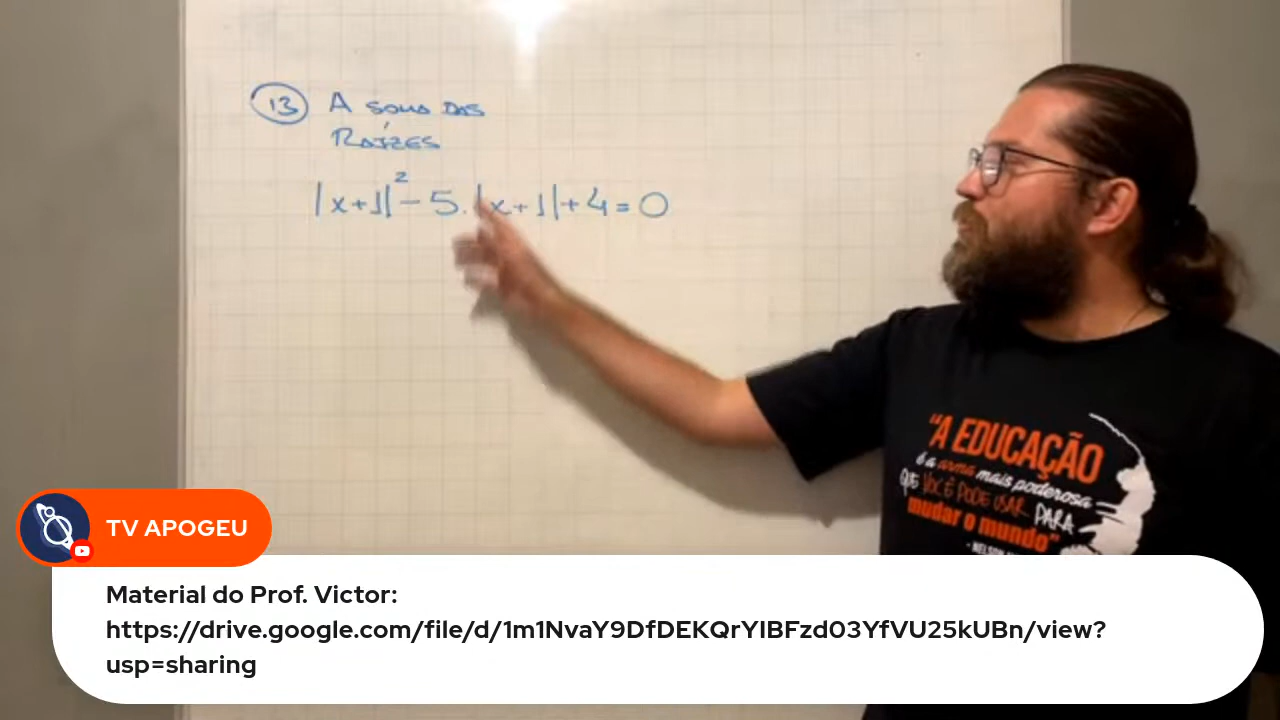 13 A SOMA DAS
RAÍZES
|x+1|² - 5.|x+1| + 4 = 0
"A EDUCAÇÃO
é a arma mais poderosa
QUE VOCÊ PODE USAR PARA
mudar o mundo"
TV APOGEU
Material do Prof. Victor:
https://drive.google.com/file/d/1m1NvaY9DfDEKQrYIBFzd03YfVU25kUBn/view?
usp=sharing